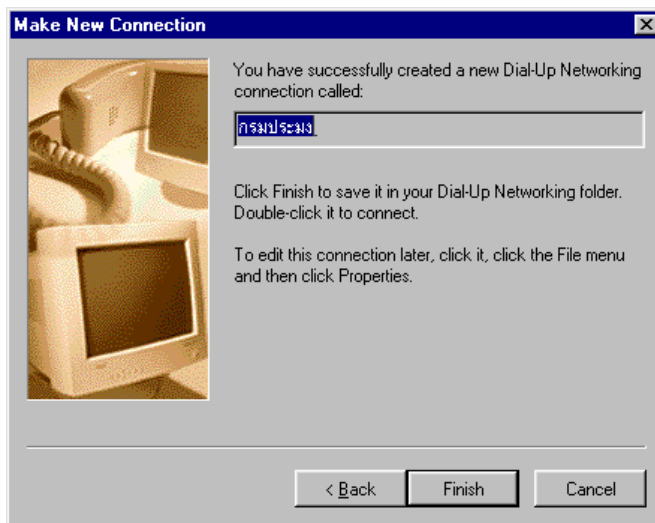 Make New Connection
You have successfully created a new Dial-Up Networking
connection called:
กรมประมง
Click Finish to save it in your Dial-Up Networking folder.
Double-click it to connect.
To edit this connection later, click it, click the File menu
and then click Properties.
< Back
Finish
Cancel